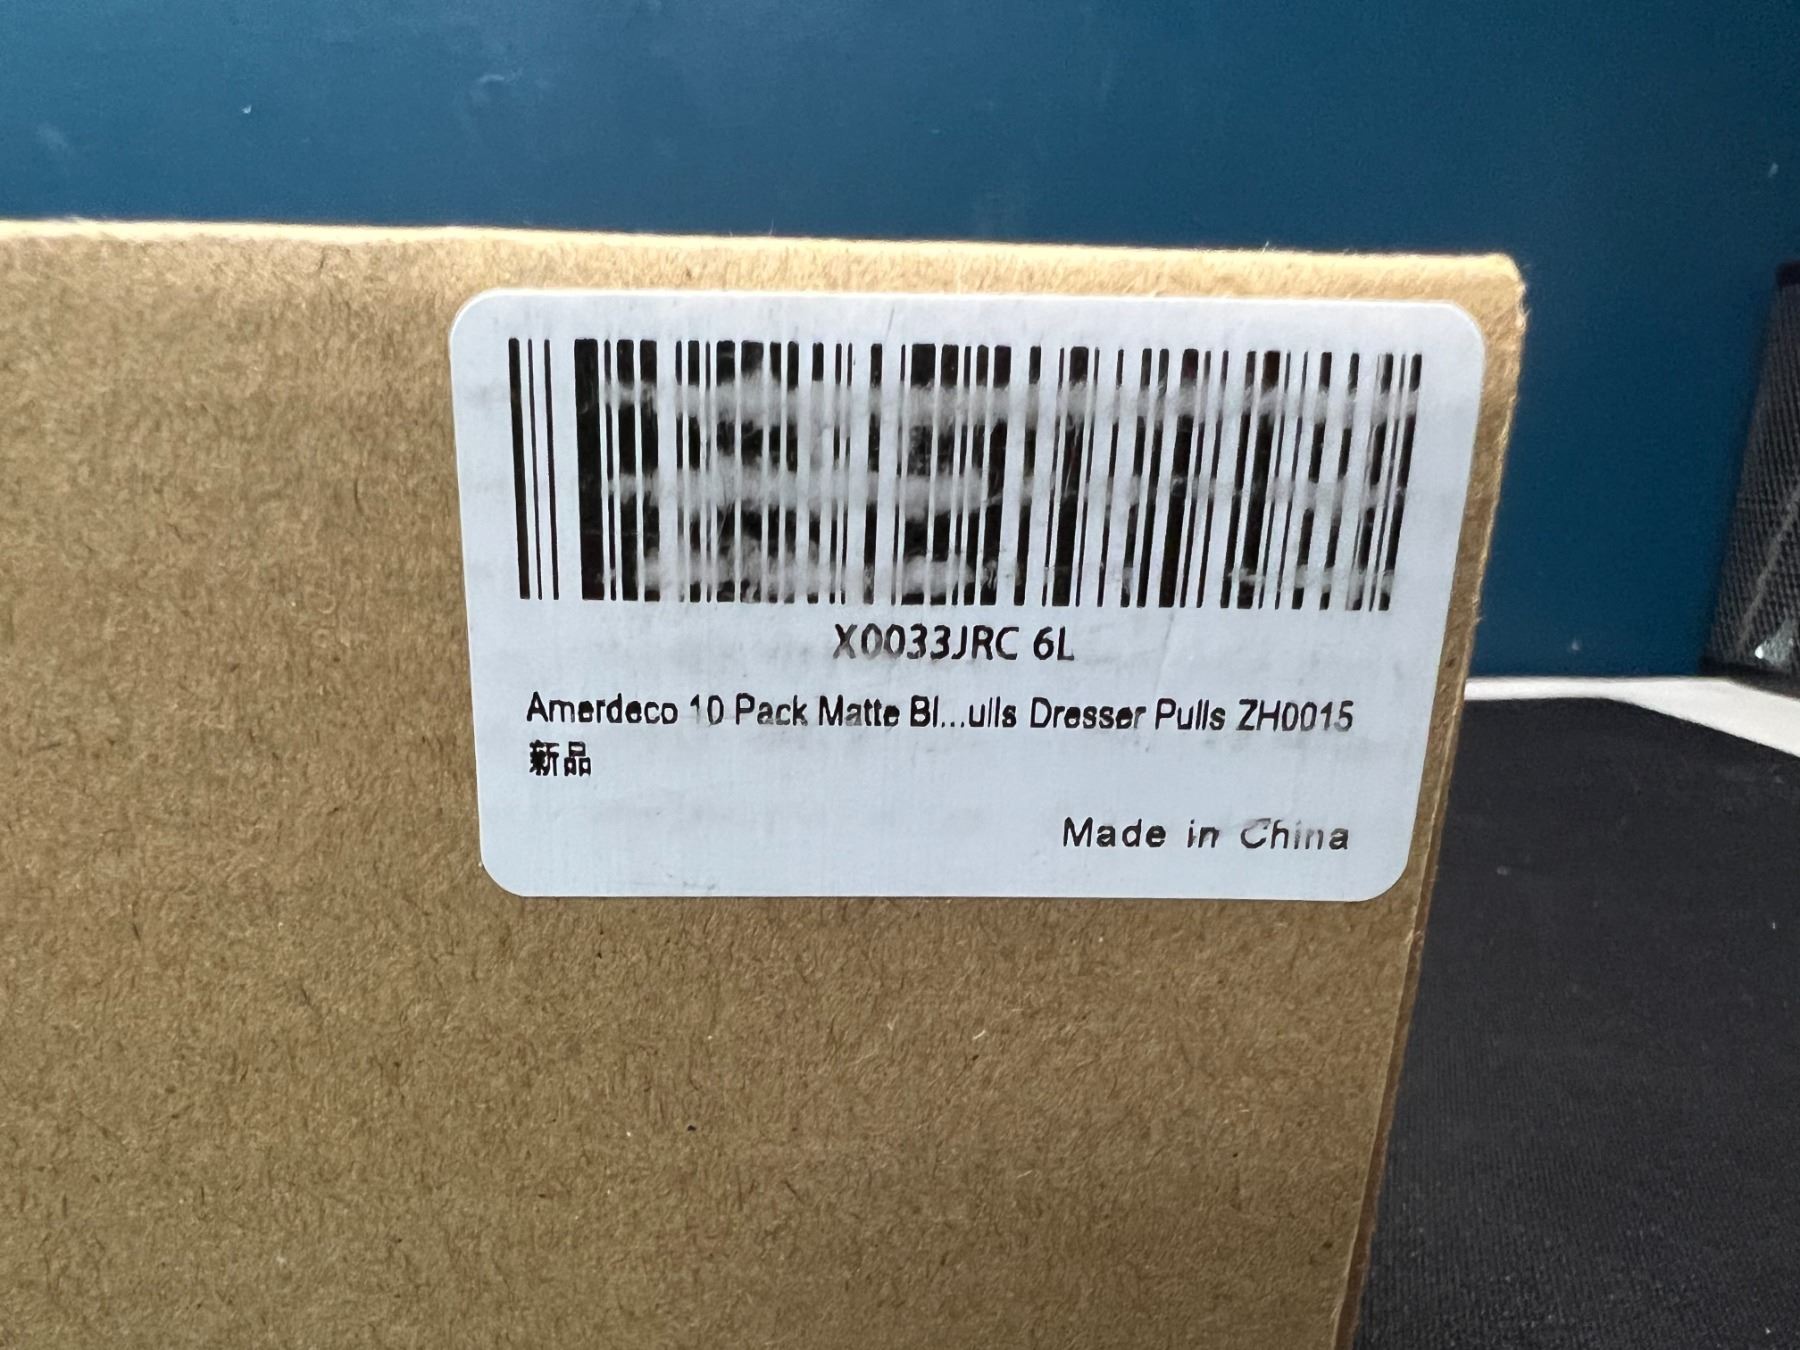 X0033JRC 6L
Amerdeco 10 Pack Matte Bl...ulls Dresser Pulls ZH0015
新品
Made in China